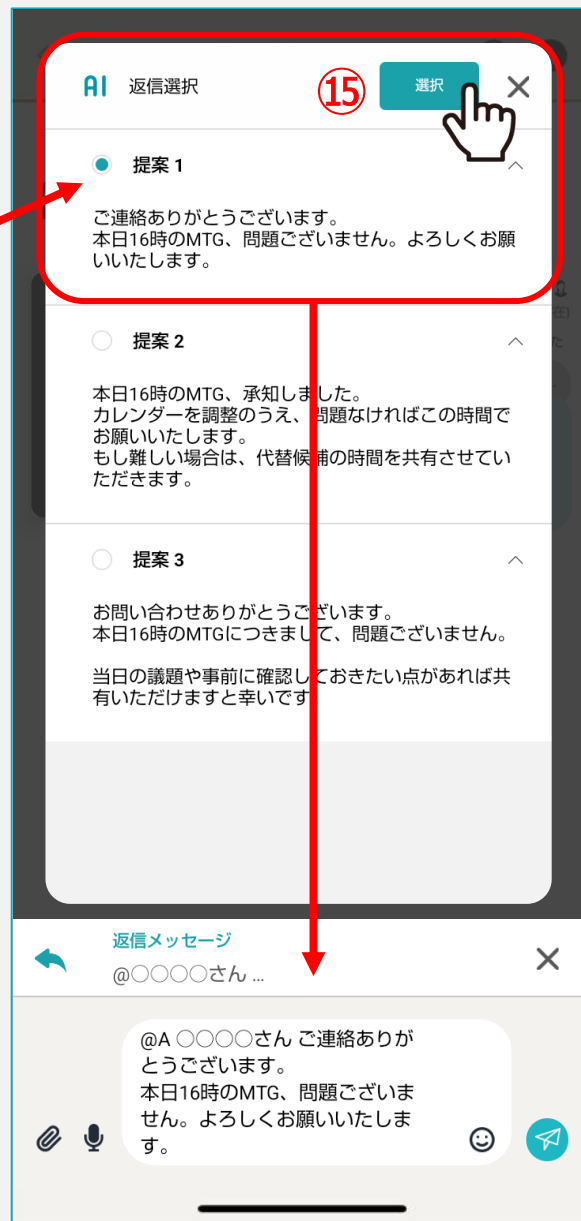 AI 返信選択 ⑮ 選択
提案 1
ご連絡ありがとうございます。
本日16時のMTG、問題ございません。よろしくお願
いいたします。
提案 2
本日16時のMTG、承知しました。
カレンダーを調整のうえ、問題なければこの時間で
お願いいたします。
もし難しい場合は、代替候補の時間を共有させてい
ただきます。
提案 3
お問い合わせありがとうございます。
本日16時のMTGにつきまして、問題ございません。
当日の議題や事前に確認しておきたい点があれば共
有いただけますと幸いです。
返信メッセージ
@〇〇〇〇さん ...
@A 〇〇〇〇さん ご連絡ありが
とうございます。
本日16時のMTG、問題ございま
せん。よろしくお願いいたしま
す。